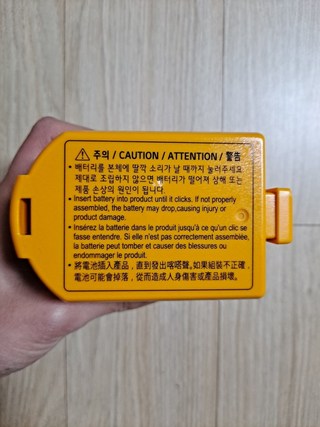 ⚠ 주의 / CAUTION / ATTENTION / 警告
• 배터리를 본체에 딸깍 소리가 날 때까지 눌러주세요
제대로 조립하지 않으면 배터리가 떨어져 상해 또는
제품 손상의 원인이 됩니다.
• Insert battery into product until it clicks. If not properly
assembled, the battery may drop,causing injury or
product damage.
• Insérez la batterie dans le produit jusqu'à ce qu'un clic se
fasse entendre. Si elle n'est pas correctement assemblée,
la batterie peut tomber et causer des blessures ou
endommager le produit.
• 將電池插入產品，直到發出喀嗒聲。如果組裝不正確，
電池可能會掉落，從而造成人身傷害或產品損壞。